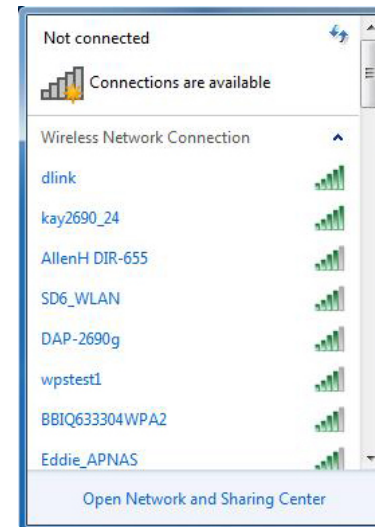 Not connected
Connections are available
Wireless Network Connection
dlink
kay2690_24
AllenH DIR-655
SD6_WLAN
DAP-2690g
wpstest1
BBIQ633304WPA2
Eddie_APNAS
Open Network and Sharing Center